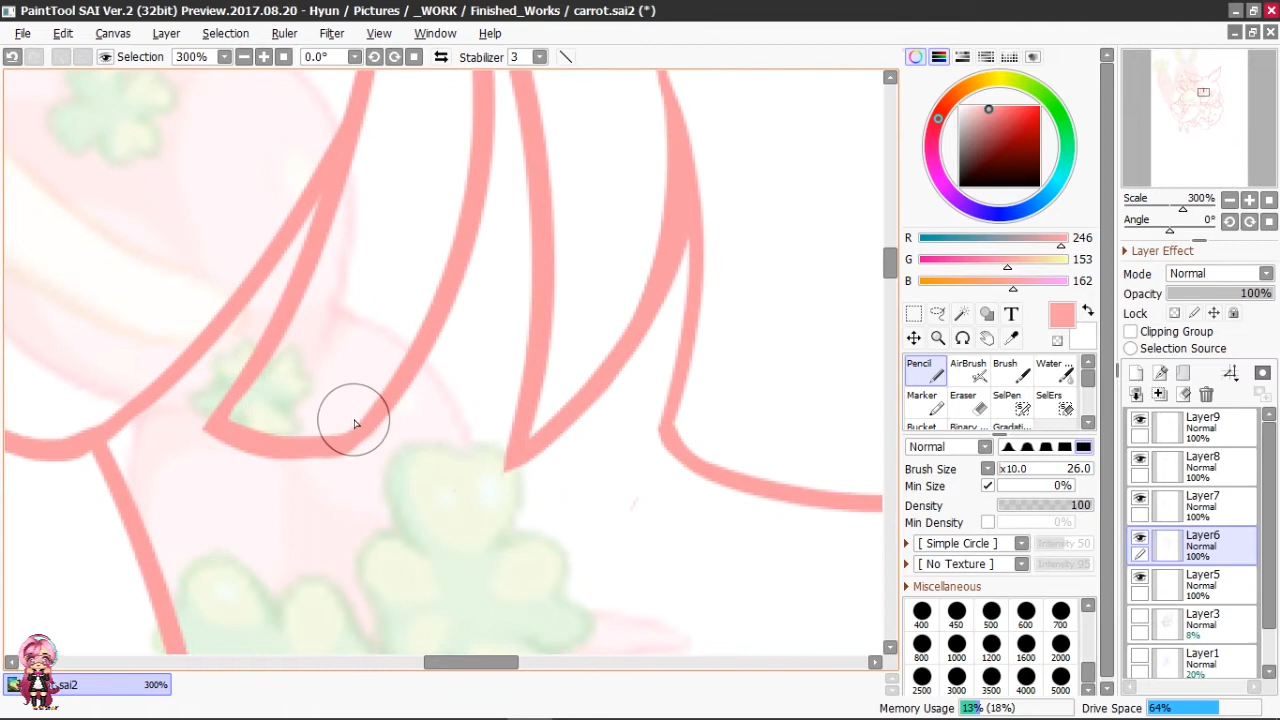 PaintTool SAI Ver.2 (32bit) Preview.2017.08.20 - Hyun / Pictures / _WORK / Finished_Works / carrot.sai2 (*)
File Edit Canvas Layer Selection Ruler Filter View Window Help
Selection 300% 0.0° Stabilizer 3
Scale 300%
Angle 0°
R 246
G 153
B 162
T
Layer Effect
Mode Normal
Opacity 100%
Lock
Clipping Group
Selection Source
Pencil AirBrush Brush Water ...
Marker Eraser SelPen SelErs
Bucket Binary ... Gradati...
Normal
Brush Size x10.0 26.0
Min Size 0%
Density 100
Min Density 0%
[ Simple Circle ] Intensity 50
[ No Texture ] Intensity 95
Miscellaneous
400 450 500 600 700
800 1000 1200 1600 2000
2500 3000 3500 4000 5000
Layer9
Normal
100%
Layer8
Normal
100%
Layer7
Normal
100%
Layer6
Normal
100%
Layer5
Normal
100%
Layer3
Normal
8%
Layer1
Normal
20%
.sai2 300%
Memory Usage 13% (18%) Drive Space 64%